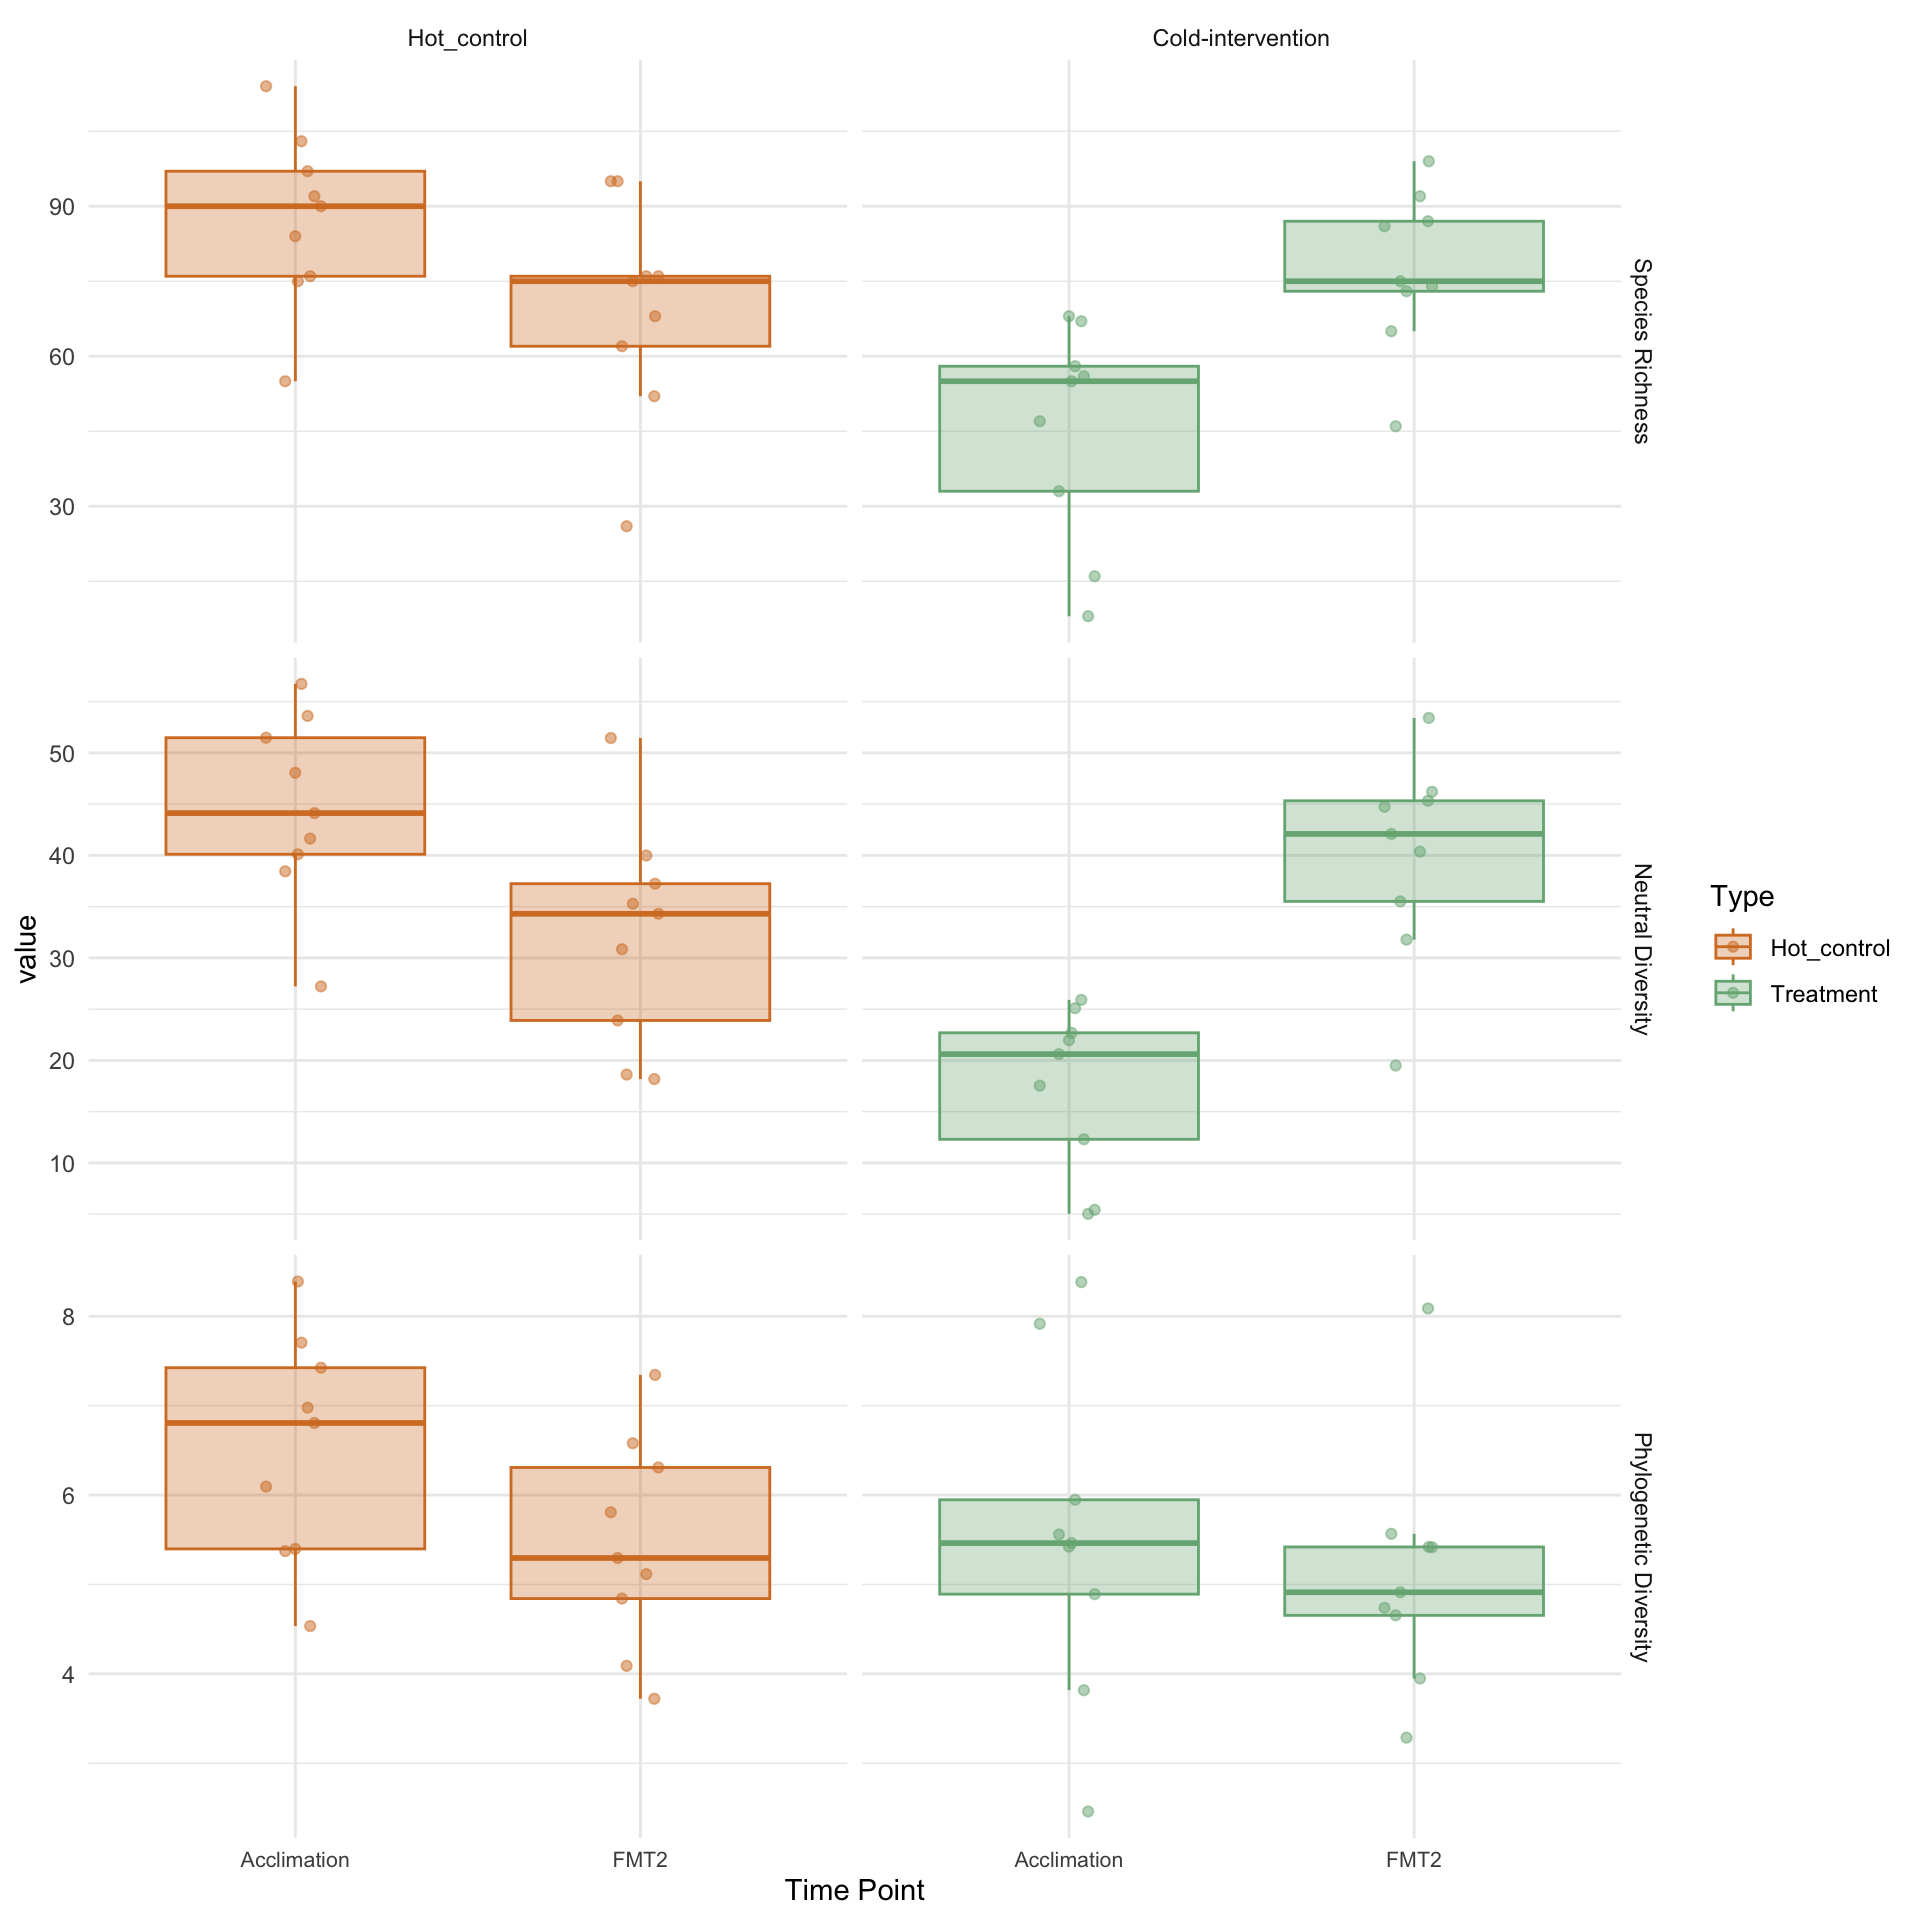 Hot_control
Cold-intervention
90
60
30
Species Richness
50
40
30
20
10
Neutral Diversity
8
6
4
Phylogenetic Diversity
value
Acclimation
FMT2
Acclimation
FMT2
Time Point
Type
Hot_control
Treatment